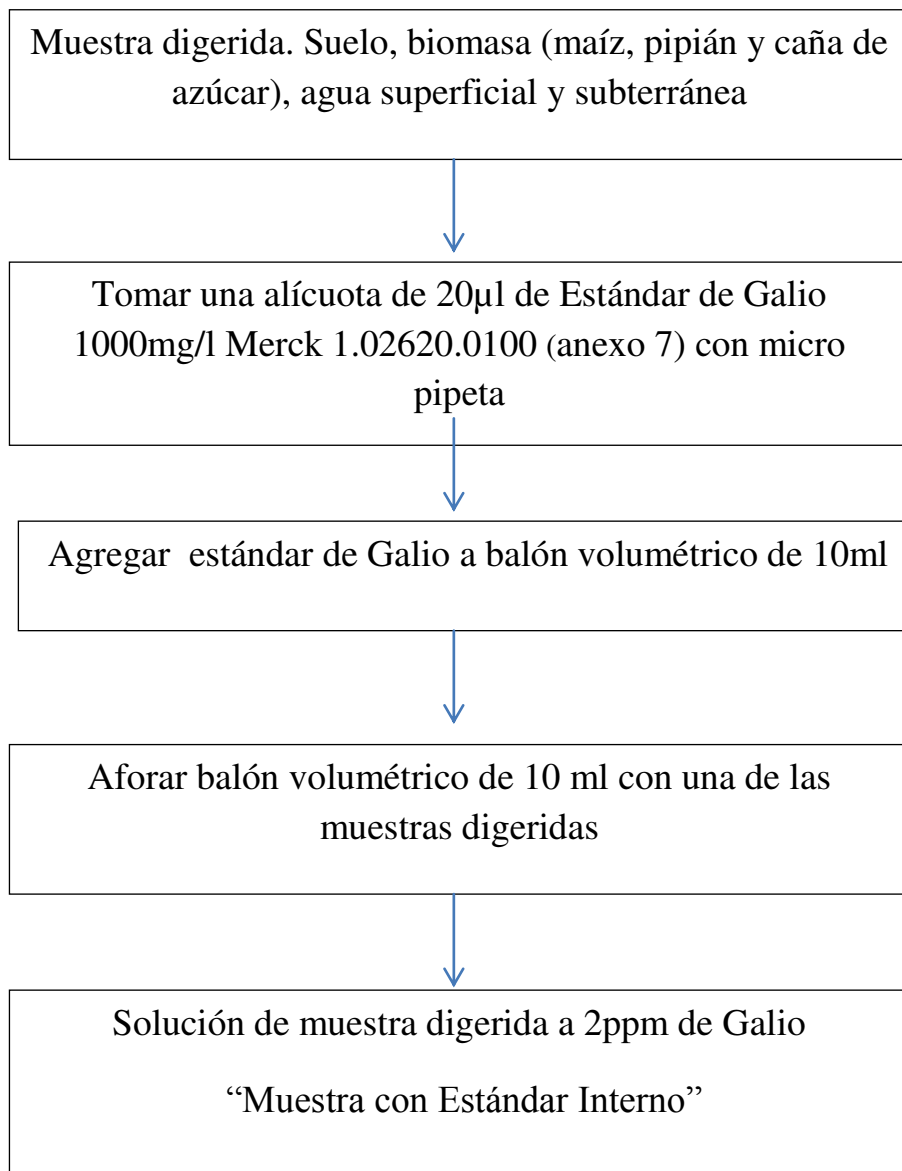 Muestra digerida. Suelo, biomasa (maíz, pipián y caña de
azúcar), agua superficial y subterránea
Tomar una alícuota de 20µl de Estándar de Galio
1000mg/l Merck 1.02620.0100 (anexo 7) con micro
pipeta
Agregar  estándar de Galio a balón volumétrico de 10ml
Aforar balón volumétrico de 10 ml con una de las
muestras digeridas
Solución de muestra digerida a 2ppm de Galio
“Muestra con Estándar Interno”